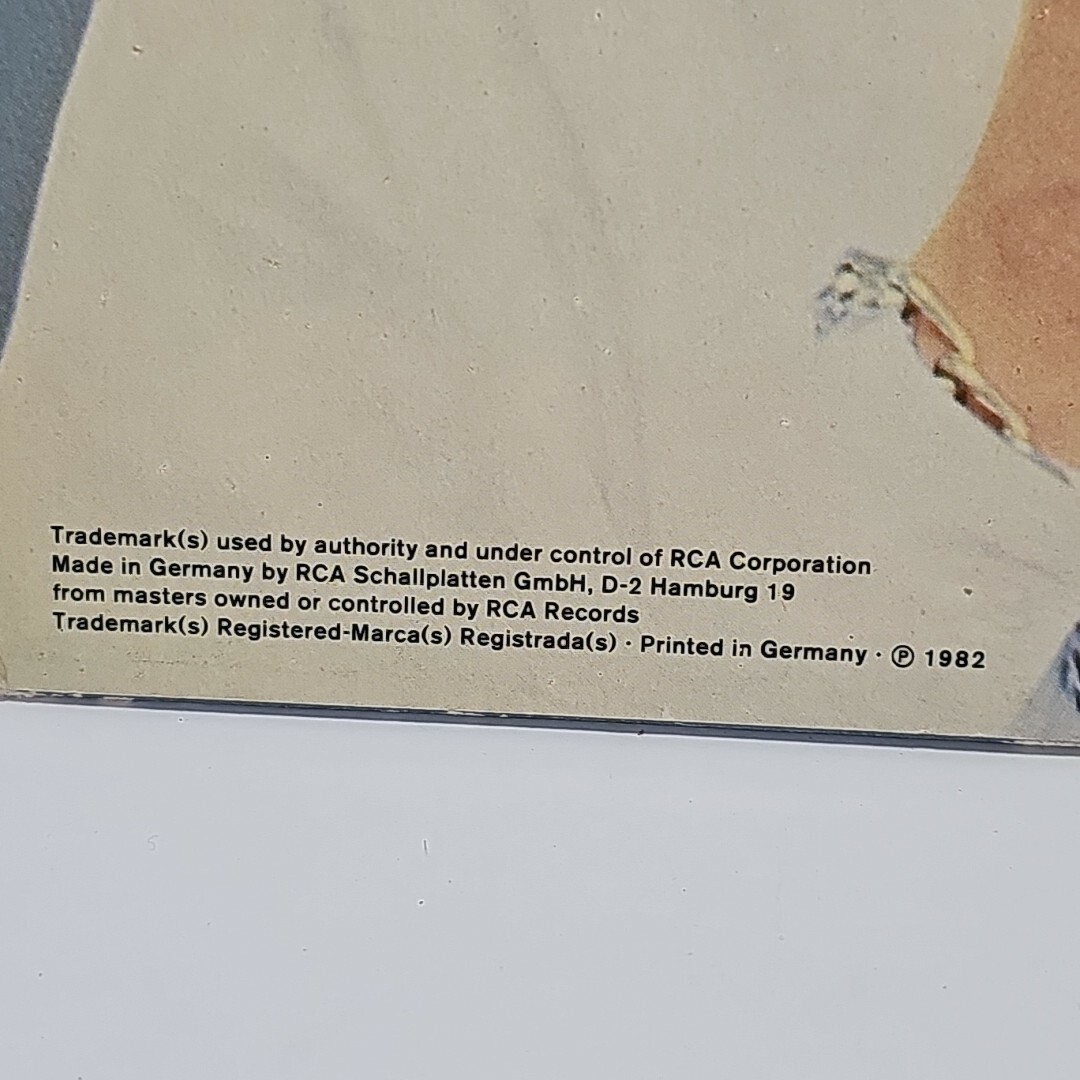 Trademark(s) used by authority and under control of RCA Corporation
Made in Germany by RCA Schallplatten GmbH, D-2 Hamburg 19
from masters owned or controlled by RCA Records
Trademark(s) Registered-Marca(s) Registrada(s) · Printed in Germany · ℗ 1982